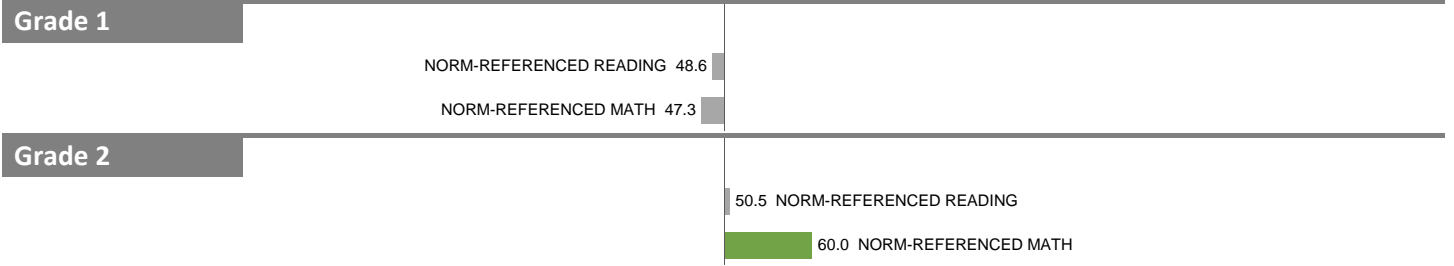 Grade 1
NORM-REFERENCED READING 48.6
NORM-REFERENCED MATH 47.3
Grade 2
50.5 NORM-REFERENCED READING
60.0 NORM-REFERENCED MATH